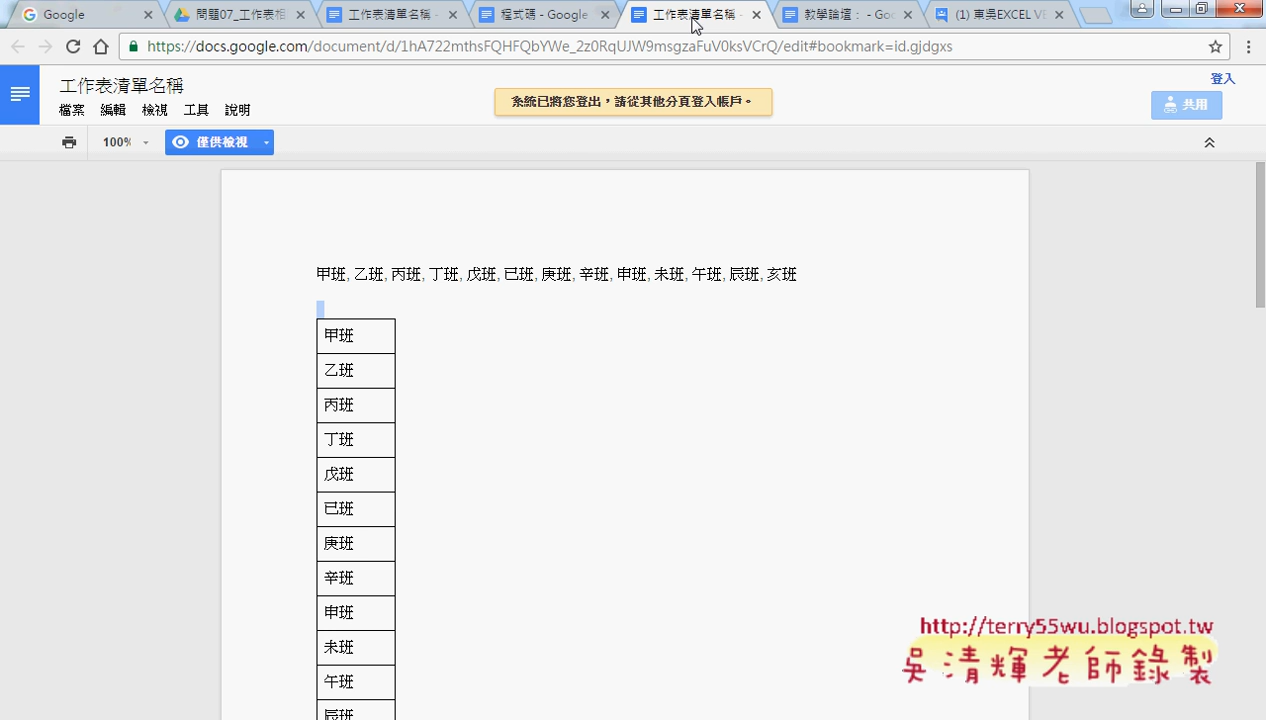 Google
問題07_工作表相
工作表清單名稱 -
程式碼 - Google
工作表清單名稱 -
教學論壇： - Goo
(1) 東吳EXCEL VB
https://docs.google.com/document/d/1hA722mthsFQHFQbYWe_2z0RqUJW9msgzaFuV0ksVCrQ/edit#bookmark=id.gjdgxs
工作表清單名稱
登入
檔案 編輯 檢視 工具 說明
系統已將您登出，請從其他分頁登入帳戶。
共用
100%
僅供檢視
甲班, 乙班, 丙班, 丁班, 戊班, 已班, 庚班, 辛班, 申班, 未班, 午班, 辰班, 亥班
甲班
乙班
丙班
丁班
戊班
已班
庚班
辛班
申班
未班
午班
辰班
http://terry55wu.blogspot.tw
吳清輝老師錄製